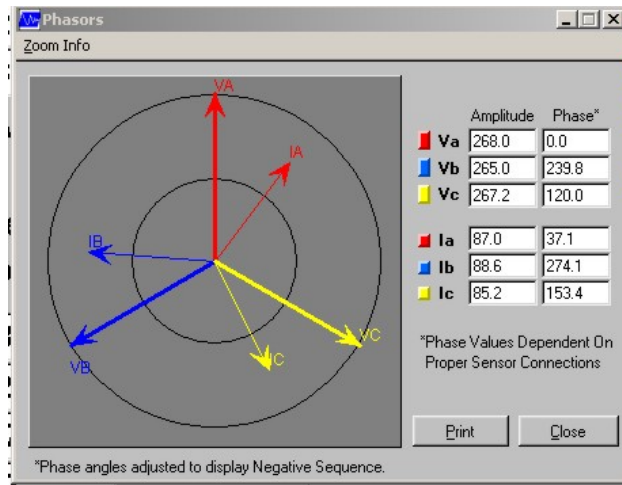 Phasors
Zoom Info
VA
IA
IB
VB
IC
VC
Amplitude Phase*
Va 268.0 0.0
Vb 265.0 239.8
Vc 267.2 120.0
Ia 87.0 37.1
Ib 88.6 274.1
Ic 85.2 153.4
*Phase Values Dependent On
Proper Sensor Connections
Print Close
*Phase angles adjusted to display Negative Sequence.